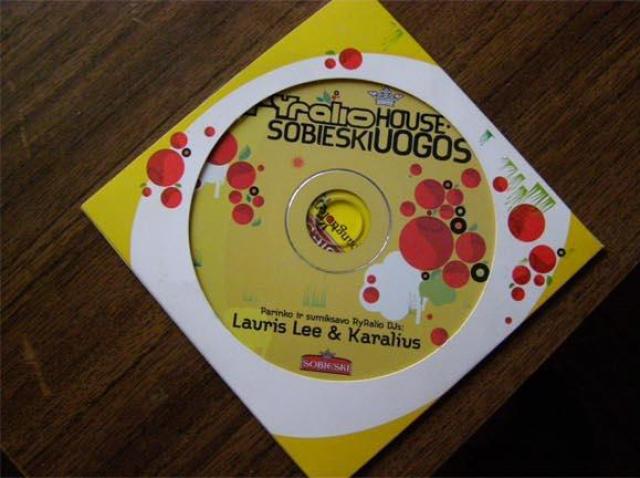 RyRalio HOUSE:
SOBIESKI UOGOS
Parinko ir sumiksavo RyRalio DJs:
Lauris Lee & Karalius
SOBIESKI